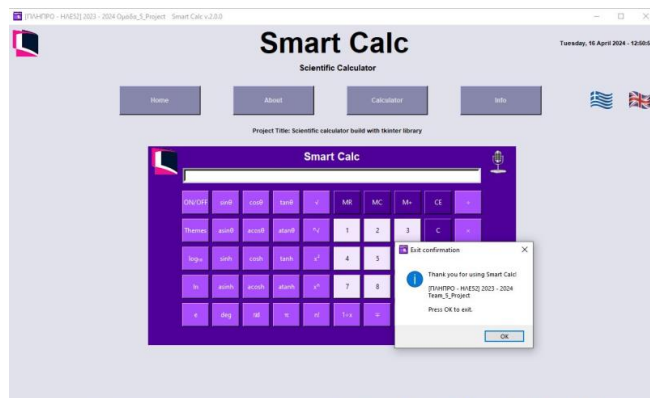 [ΠΛΗΠΡΟ - ΗΛΕ52] 2023 - 2024 Ομάδα_5_Project Smart Calc v.2.0.0
Smart Calc
Tuesday, 16 April 2024 - 12:60:5
Scientific Calculator
Home About Calculator Info
Project Title: Scientific calculator build with tkinter library
Smart Calc
ON/OFF sinθ cosθ tanθ √ MR MC M+ CE
Themes asinθ acosθ atanθ 1 2 3 C
sinh cosh tanh 4 5
ln asinh acosh atanh 7 8
e deg π x! 1÷x
Exit confirmation
Thank you for using Smart Calc!
[ΠΛΗΠΡΟ - ΗΛΕ52] 2023 - 2024
Team_5_Project
Press OK to exit.
OK